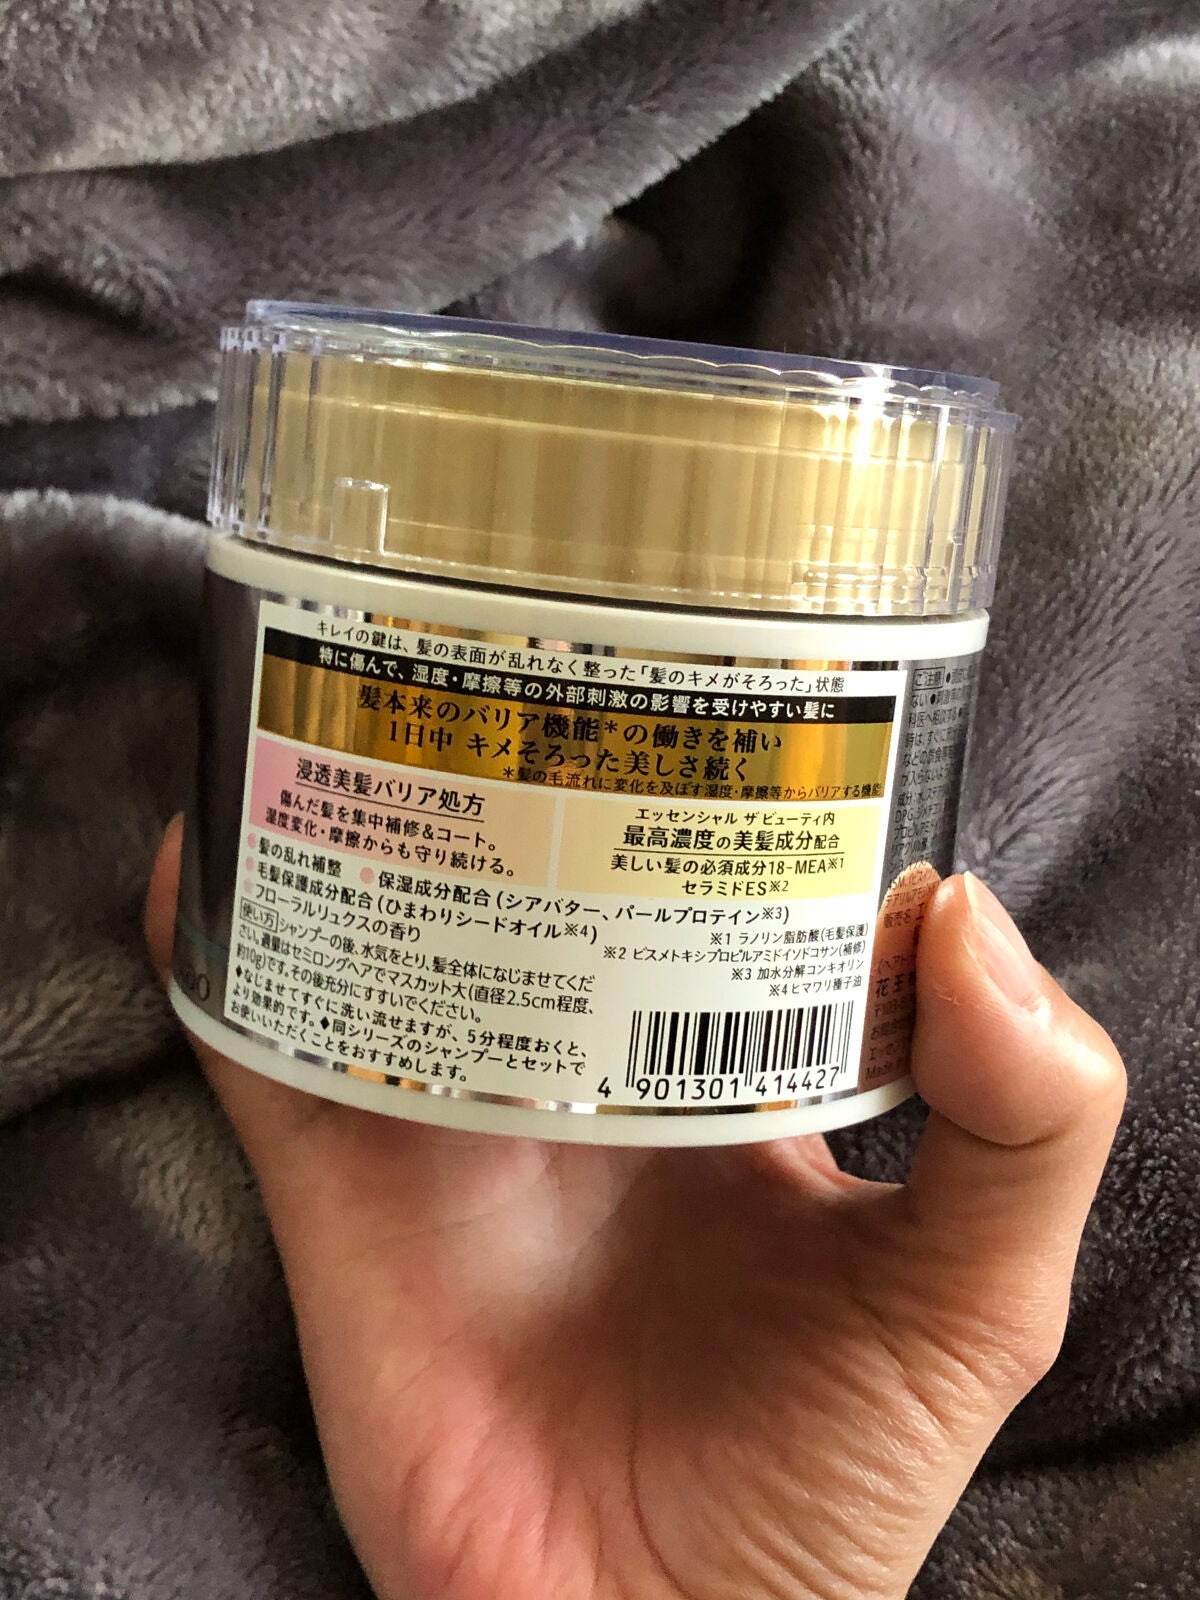 キレイの鍵は、髪の表面が乱れなく整った「髪のキメがそろった」状態
特に傷んで、湿度・摩擦等の外部刺激の影響を受けやすい髪に
髪本来のバリア機能*の働きを補い
1日中 キメそろった美しさ続く
*髪の毛流れに変化を及ぼす湿度・摩擦等からバリアする機能
浸透美髪バリア処方
傷んだ髪を集中補修&コート。
湿度変化・摩擦からも守り続ける。
エッセンシャル ザ ビューティ内
最高濃度の美髪成分配合
美しい髪の必須成分18-MEA※1
セラミドES※2
●髪の乱れ補整 ●保湿成分配合(シアバター、パールプロテイン※3)
●毛髪保護成分配合(ひまわりシードオイル※4)
●フローラルリュクスの香り
※1 ラノリン脂肪酸(毛髪保護)
※2 ビスメトキシプロピルアミドイソドコサン(補修)
※3 加水分解コンキオリン
※4 ヒマワリ種子油
使い方 シャンプーの後、水気をとり、髪全体になじませてくだ
さい。適量はセミロングヘアでマスカット大(直径2.5cm程度、
約10g)です。その後充分にすすいでください。
◆なじませてすぐに洗い流せますが、5分程度おくと、
より効果的です。◆同シリーズのシャンプーとセットで
お使いいただくことをおすすめします。
4 901301 414427
ご注意
科医へ相談する
販売名
花王
Made